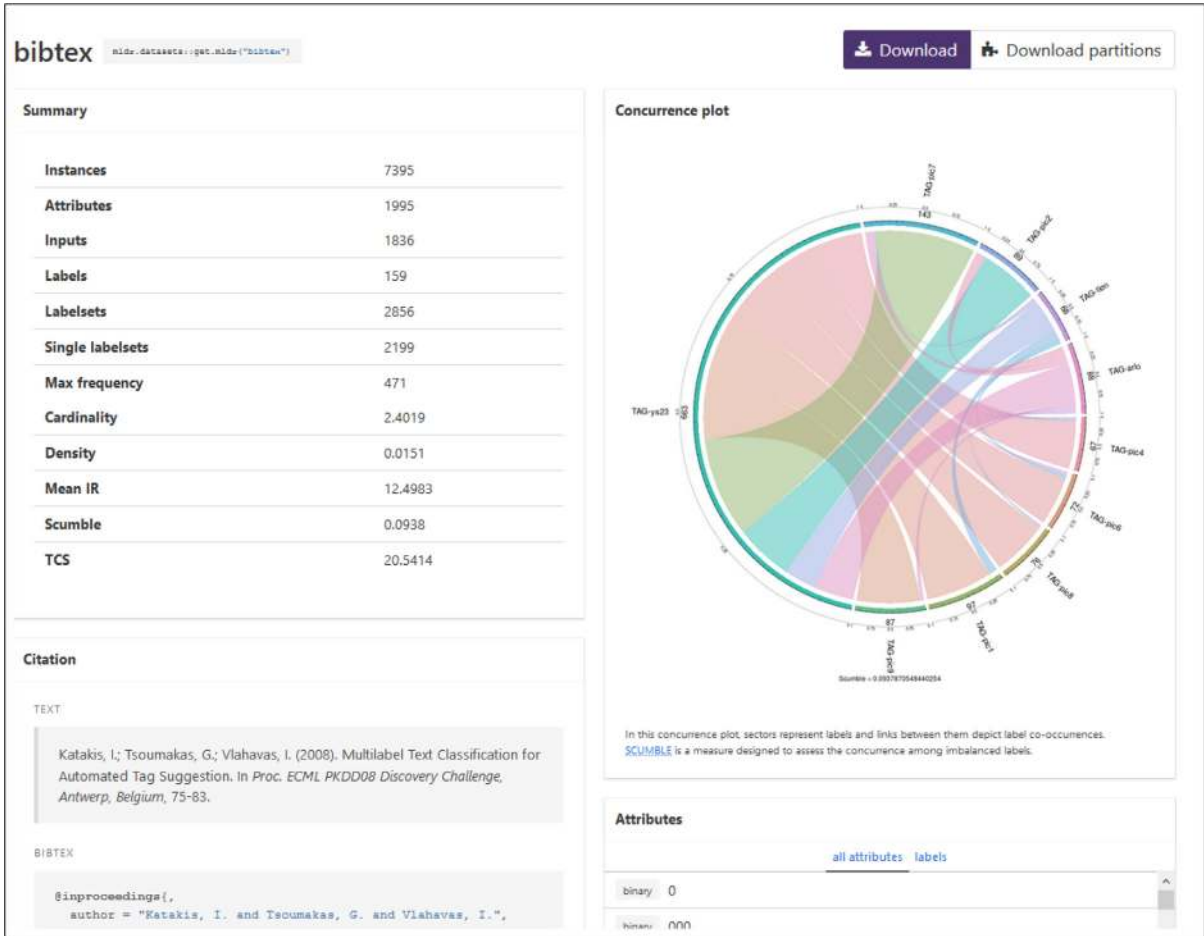 bibtex mldr.datasets::get.mldr("bibtex")
Download Download partitions
Summary
Instances 7395
Attributes 1995
Inputs 1836
Labels 159
Labelsets 2856
Single labelsets 2199
Max frequency 471
Cardinality 2.4019
Density 0.0151
Mean IR 12.4983
Scumble 0.0938
TCS 20.5414
Citation
TEXT
Katakis, I.; Tsoumakas, G.; Vlahavas, I. (2008). Multilabel Text Classification for
Automated Tag Suggestion. In Proc. ECML PKDD08 Discovery Challenge,
Antwerp, Belgium, 75-83.
BIBTEX
@inproceedings{,
author = "Katakis, I. and Tsoumakas, G. and Vlahavas, I.",
Concurrence plot
TAG-pic7
143
TAG-pic2
89
TAG-arlo
TAG-pic4
67
TAG-pic6
TAG-pic8
TAG-pic1
TAG-pic9
87
TAG-ys23
663
In this concurrence plot, sectors represent labels and links between them depict label co-occurences.
SCUMBLE is a measure designed to assess the concurrence among imbalanced labels.
Attributes
all attributes labels
binary 0
binary 000